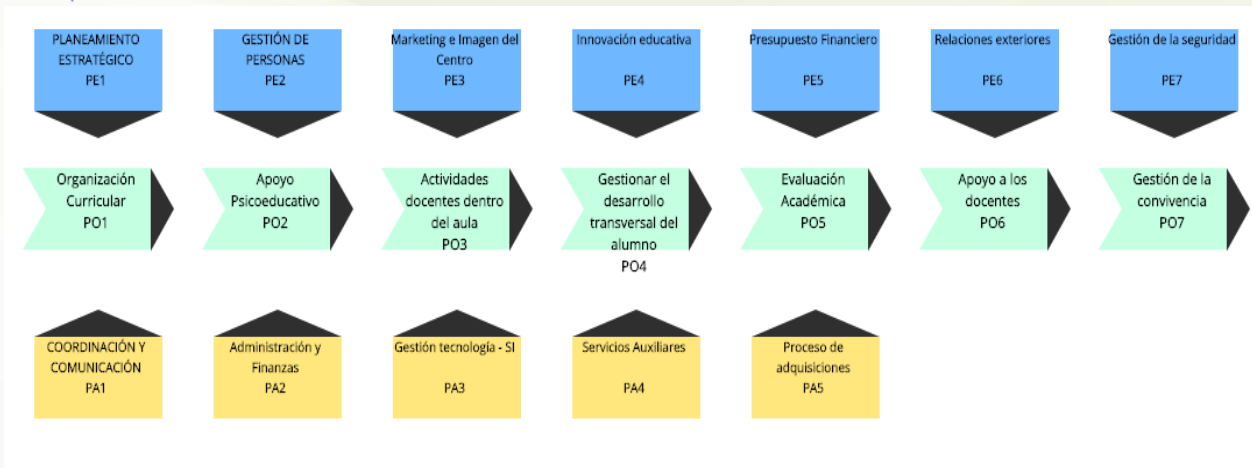 PLANEAMIENTO
ESTRATÉGICO
PE1
GESTIÓN DE
PERSONAS
PE2
Marketing e Imagen del
Centro
PE3
Innovación educativa
PE4
Presupuesto Financiero
PE5
Relaciones exteriores
PE6
Gestión de la seguridad
PE7
Organización
Curricular
PO1
Apoyo
Psicoeducativo
PO2
Actividades
docentes dentro
del aula
PO3
Gestionar el
desarrollo
transversal del
alumno
PO4
Evaluación
Académica
PO5
Apoyo a los
docentes
PO6
Gestión de la
convivencia
PO7
COORDINACIÓN Y
COMUNICACIÓN
PA1
Administración y
Finanzas
PA2
Gestión tecnología - SI
PA3
Servicios Auxiliares
PA4
Proceso de
adquisiciones
PA5